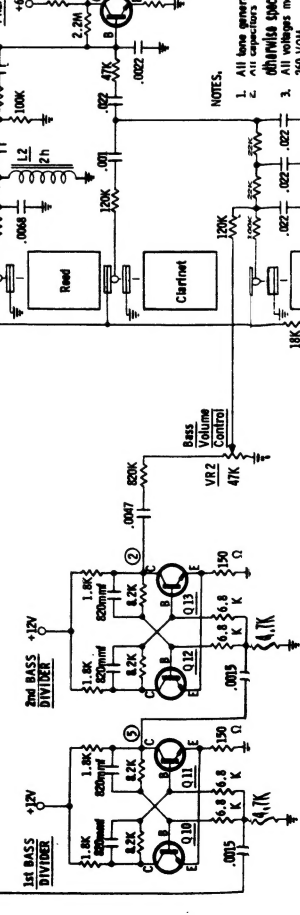 +6
2.2M
B
.0022
47K
.022
NOTES.
1. All tone gener
2. All capacitors
otherwise spec
3. All voltages m
100K
L2
2h
.0068
.001
120K
22K
22K
100K
.022
.022
120K
Reed
Clarinet
18K
Bass
Volume
Control
VR2
47K
820K
.0047
2nd BASS
DIVIDER
+12V
1.8K
1.8K
820mmf
820mmf
8.2K
8.2K
2
C
C
B
B
E
E
Q12
Q13
6.8
K
6.8
K
150
Ω
4.7K
.0015
1st BASS
DIVIDER
+12V
1.8K
1.8K
820mmf
820mmf
8.2K
8.2K
5
C
C
B
B
E
E
Q10
Q11
6.8
K
6.8
K
150
Ω
4.7K
.0015